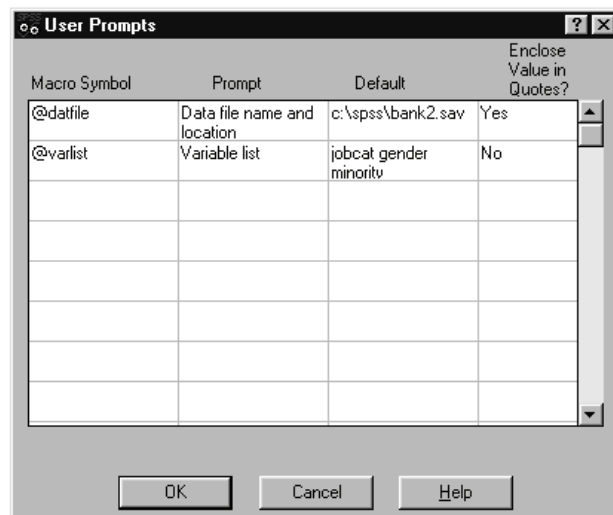 User Prompts
Enclose
Value in
Quotes?
Macro Symbol Prompt Default
@datfile Data file name and location c:\spss\bank2.sav Yes
@varlist Variable list jobcat gender minority No
OK Cancel Help